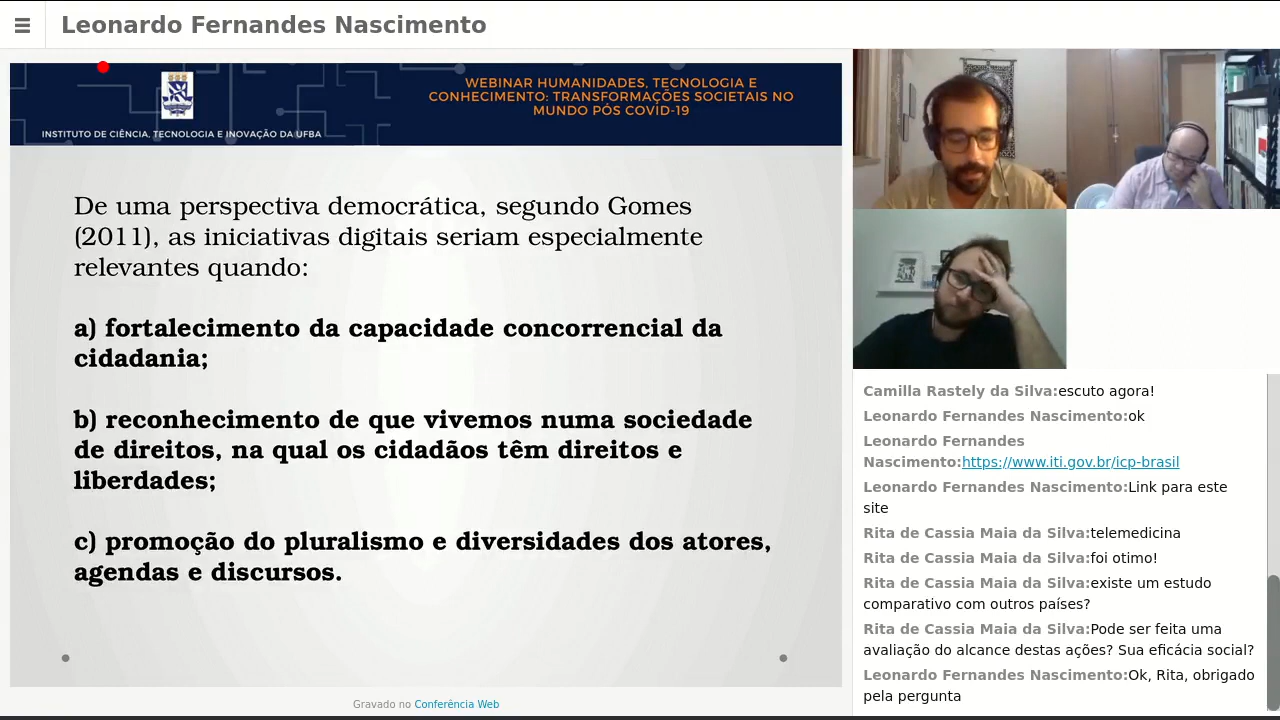 Leonardo Fernandes Nascimento
WEBINAR HUMANIDADES, TECNOLOGIA E
CONHECIMENTO: TRANSFORMAÇÕES SOCIETAIS NO
MUNDO PÓS COVID-19
INSTITUTO DE CIÊNCIA, TECNOLOGIA E INOVAÇÃO DA UFBA
De uma perspectiva democrática, segundo Gomes
(2011), as iniciativas digitais seriam especialmente
relevantes quando:
a) fortalecimento da capacidade concorrencial da
cidadania;
b) reconhecimento de que vivemos numa sociedade
de direitos, na qual os cidadãos têm direitos e
liberdades;
c) promoção do pluralismo e diversidades dos atores,
agendas e discursos.
Gravado no Conferência Web
Camilla Rastely da Silva:escuto agora!
Leonardo Fernandes Nascimento:ok
Leonardo Fernandes
Nascimento:https://www.iti.gov.br/icp-brasil
Leonardo Fernandes Nascimento:Link para este
site
Rita de Cassia Maia da Silva:telemedicina
Rita de Cassia Maia da Silva:foi otimo!
Rita de Cassia Maia da Silva:existe um estudo
comparativo com outros países?
Rita de Cassia Maia da Silva:Pode ser feita uma
avaliação do alcance destas ações? Sua eficácia social?
Leonardo Fernandes Nascimento:Ok, Rita, obrigado
pela pergunta